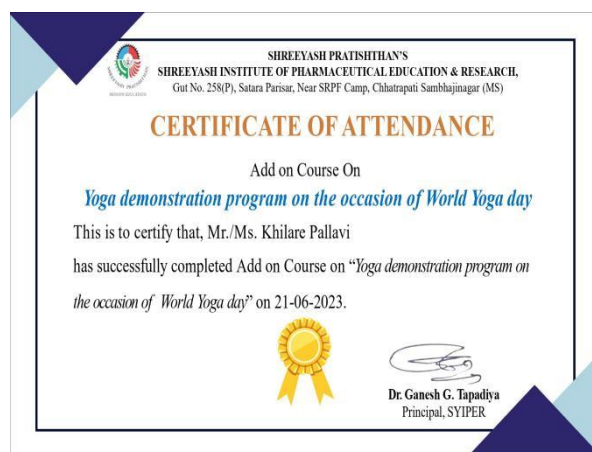 SHREEYASH PRATISHTHAN'S
SHREEYASH INSTITUTE OF PHARMACEUTICAL EDUCATION & RESEARCH,
Gut No. 258(P), Satara Parisar, Near SRPF Camp, Chhatrapati Sambhajinagar (MS)
CERTIFICATE OF ATTENDANCE
Add on Course On
Yoga demonstration program on the occasion of World Yoga day
This is to certify that, Mr./Ms. Khilare Pallavi
has successfully completed Add on Course on “Yoga demonstration program on
the occasion of World Yoga day” on 21-06-2023.
Dr. Ganesh G. Tapadiya
Principal, SYIPER